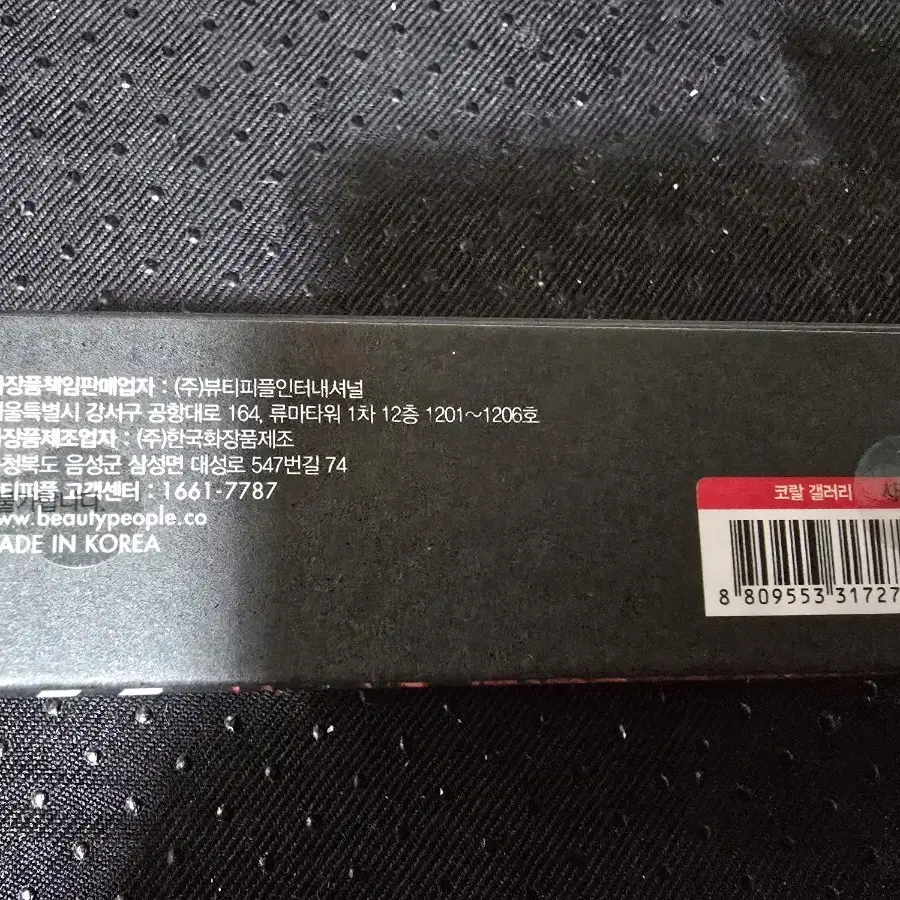 장품책임판매업자 : (주)뷰티피플인터내셔널
울특별시 강서구 공항대로 164, 류마타워 1차 12층 1201~1206호
장품제조업자 : (주)한국화장품제조
청북도 음성군 삼성면 대성로 547번길 74
티피플 고객센터 : 1661-7787
www.beautypeople.co
ADE IN KOREA
코랄 갤러리
8 809553 31727